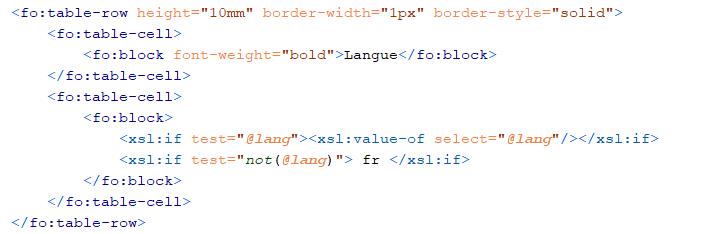 <fo:table-row height="10mm" border-width="1px" border-style="solid">
<fo:table-cell>
<fo:block font-weight="bold">Langue</fo:block>
</fo:table-cell>
<fo:table-cell>
<fo:block>
<xsl:if test="@lang"><xsl:value-of select="@lang"/></xsl:if>
<xsl:if test="not(@lang)"> fr </xsl:if>
</fo:block>
</fo:table-cell>
</fo:table-row>